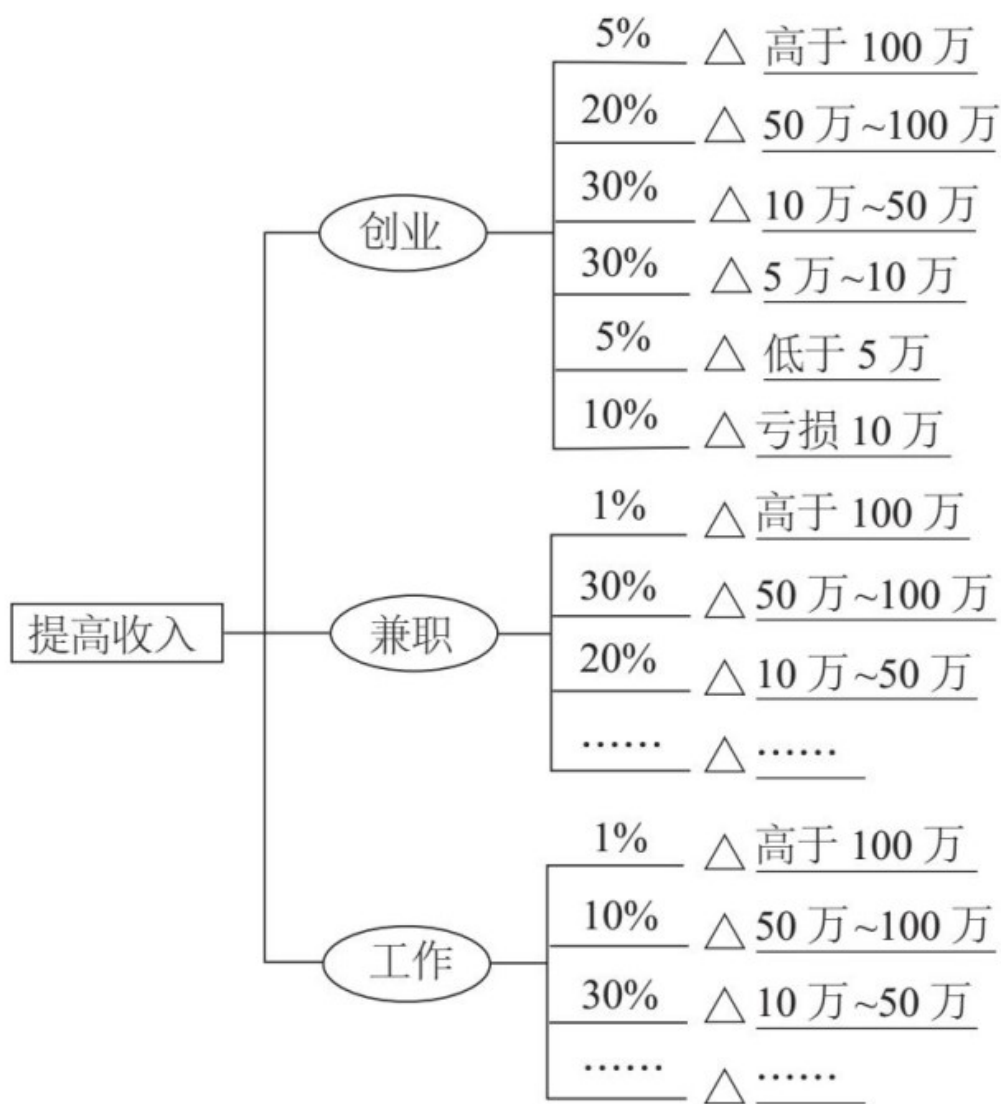 提高收入
创业
5% △ 高于 100 万
20% △ 50 万~100 万
30% △ 10 万~50 万
30% △ 5 万~10 万
5% △ 低于 5 万
10% △ 亏损 10 万
兼职
1% △ 高于 100 万
30% △ 50 万~100 万
20% △ 10 万~50 万
…… △ ……
工作
1% △ 高于 100 万
10% △ 50 万~100 万
30% △ 10 万~50 万
…… △ ……